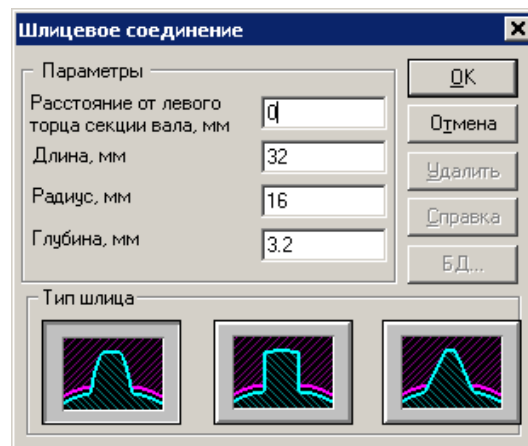 Шлицевое соединение
Параметры
Расстояние от левого
торца секции вала, мм
0
Длина, мм
32
Радиус, мм
16
Глубина, мм
3.2
OK
Отмена
Удалить
Справка
БД...
Тип шлица